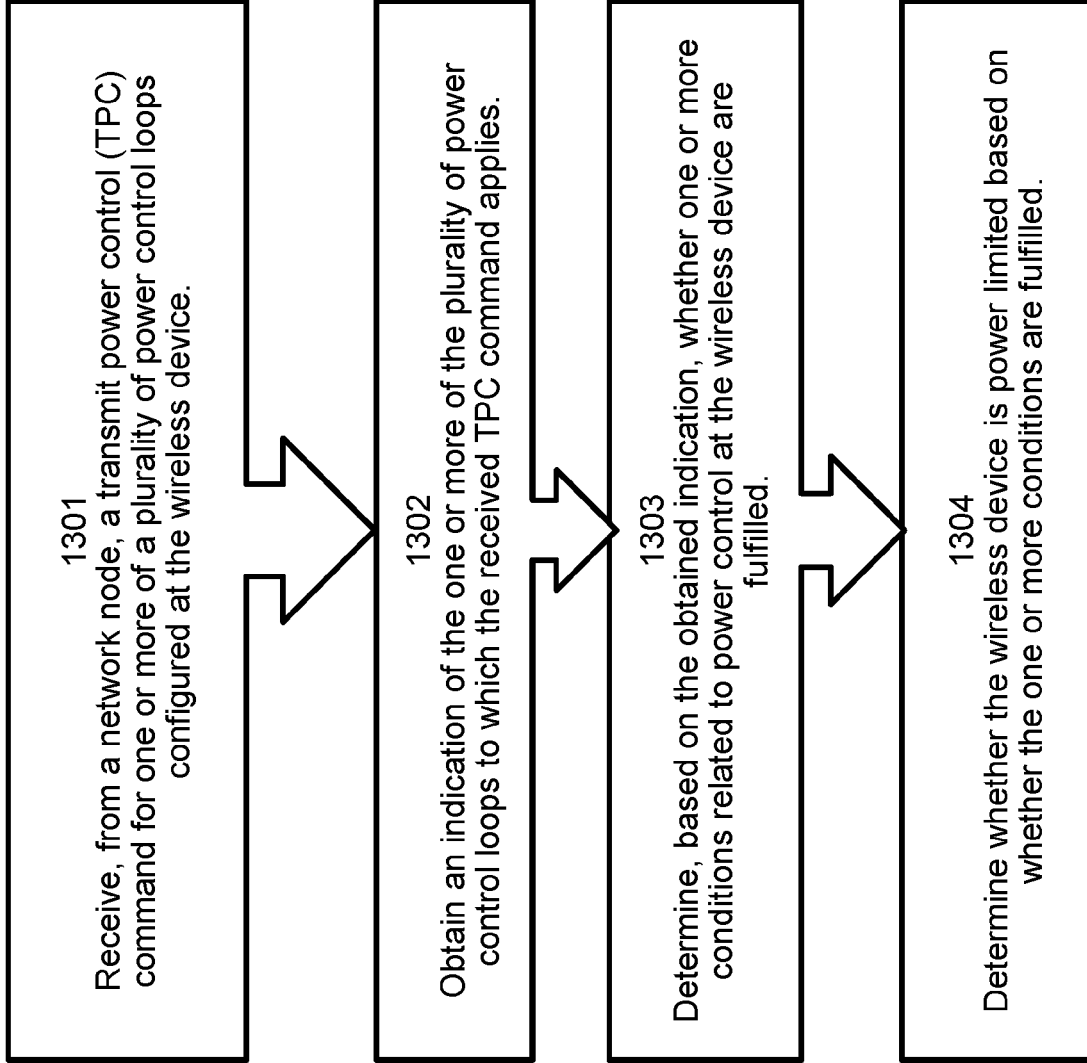 1301
Receive, from a network node, a transmit power control (TPC)
command for one or more of a plurality of power control loops
configured at the wireless device.
1302
Obtain an indication of the one or more of the plurality of power
control loops to which the received TPC command applies.
1303
Determine, based on the obtained indication, whether one or more
conditions related to power control at the wireless device are
fulfilled.
1304
Determine whether the wireless device is power limited based on
whether the one or more conditions are fulfilled.